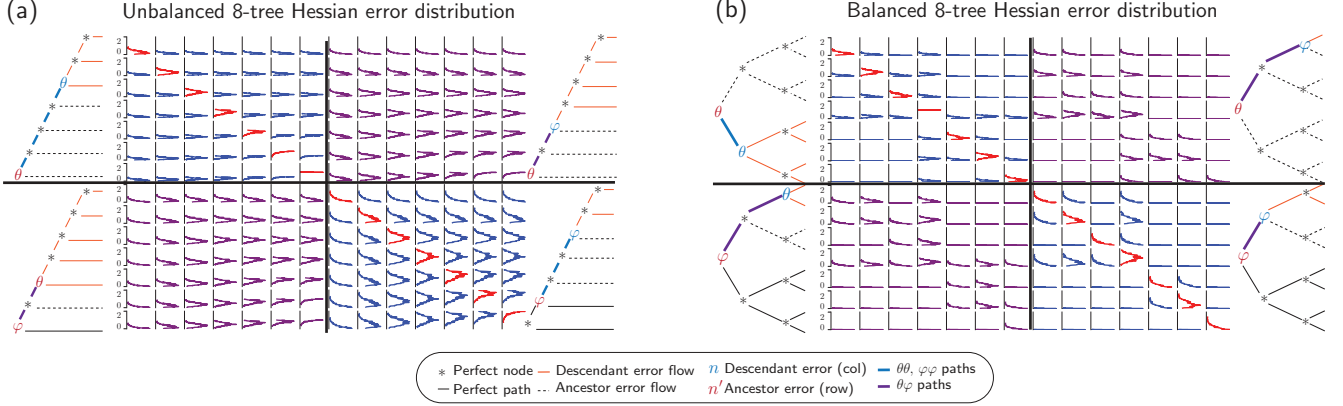 (a)
Unbalanced 8-tree Hessian error distribution
(b)
Balanced 8-tree Hessian error distribution
* Perfect node
Descendant error flow
n Descendant error (col)
θθ, φφ paths
Perfect path
Ancestor error flow
n′ Ancestor error (row)
θφ paths